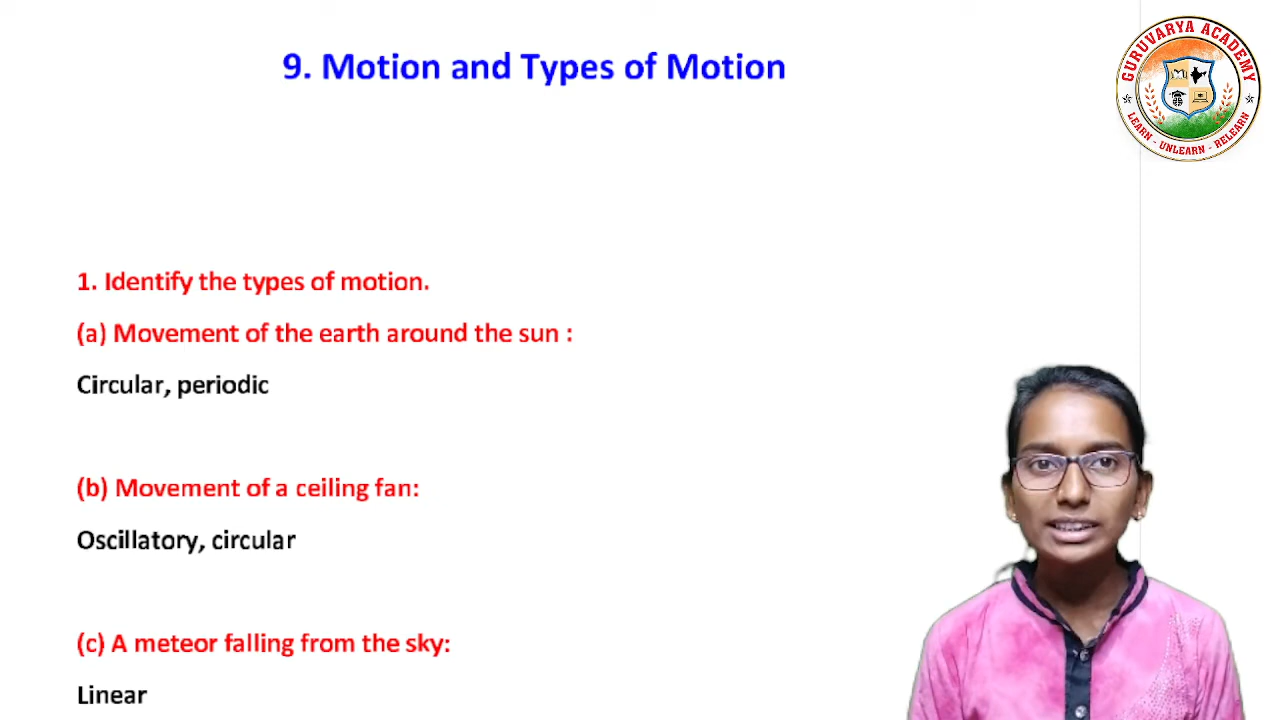 9. Motion and Types of Motion
GURUVARYA ACADEMY
LEARN - UNLEARN - RELEARN
1. Identify the types of motion.
(a) Movement of the earth around the sun :
Circular, periodic
(b) Movement of a ceiling fan:
Oscillatory, circular
(c) A meteor falling from the sky:
Linear